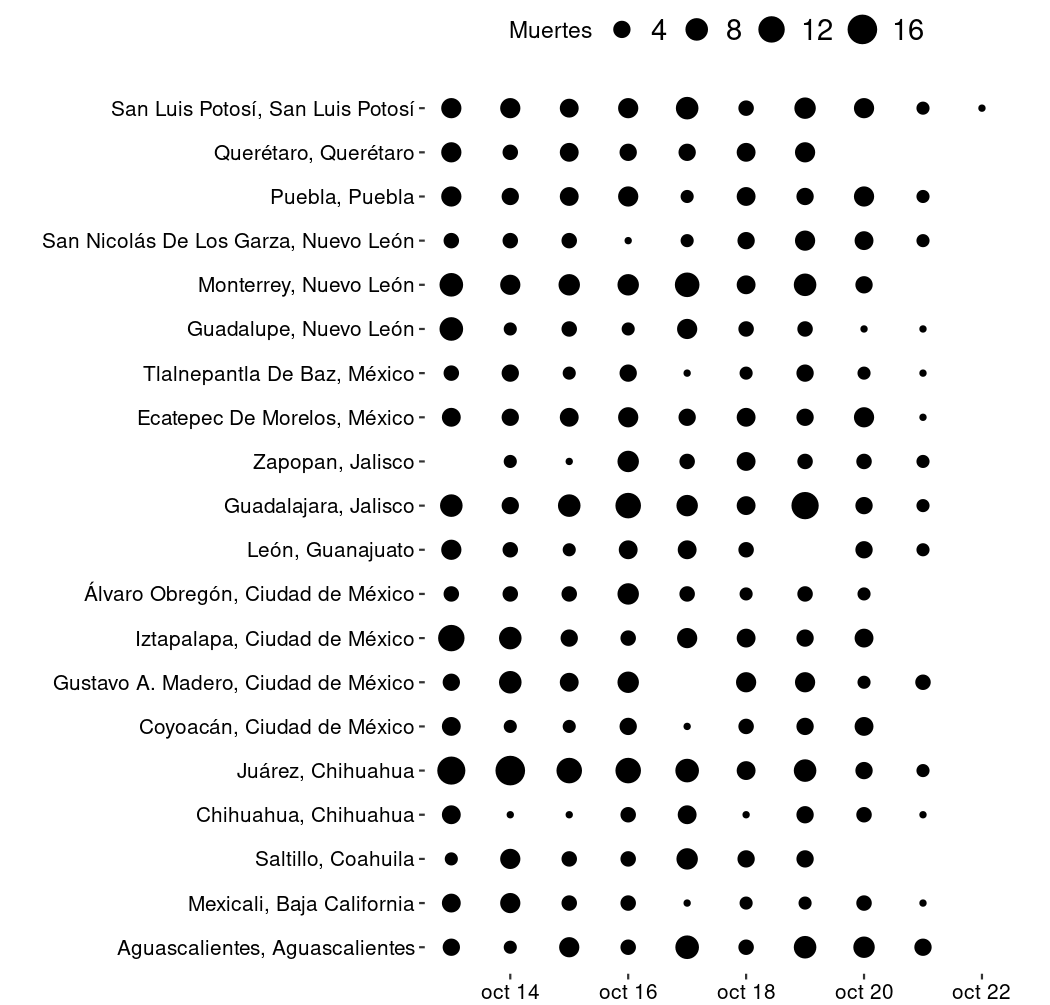 Muertes 4 8 12 16
San Luis Potosí, San Luis Potosí
Querétaro, Querétaro
Puebla, Puebla
San Nicolás De Los Garza, Nuevo León
Monterrey, Nuevo León
Guadalupe, Nuevo León
Tlalnepantla De Baz, México
Ecatepec De Morelos, México
Zapopan, Jalisco
Guadalajara, Jalisco
León, Guanajuato
Álvaro Obregón, Ciudad de México
Iztapalapa, Ciudad de México
Gustavo A. Madero, Ciudad de México
Coyoacán, Ciudad de México
Juárez, Chihuahua
Chihuahua, Chihuahua
Saltillo, Coahuila
Mexicali, Baja California
Aguascalientes, Aguascalientes
oct 14 oct 16 oct 18 oct 20 oct 22